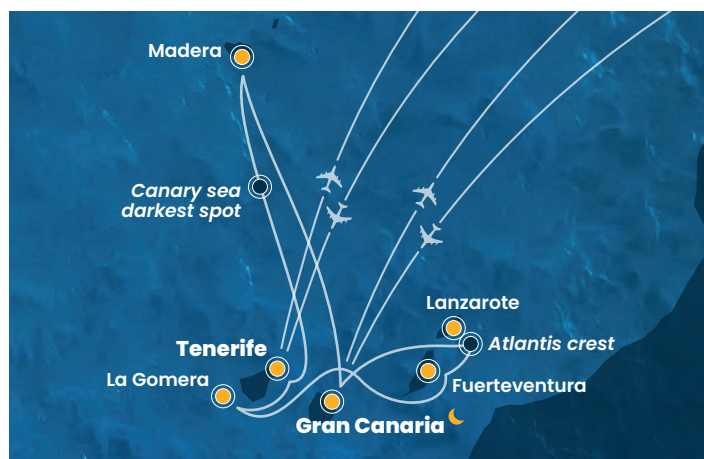 Madera
Canary sea
darkest spot
Lanzarote
Atlantis crest
Tenerife
La Gomera
Fuerteventura
Gran Canaria